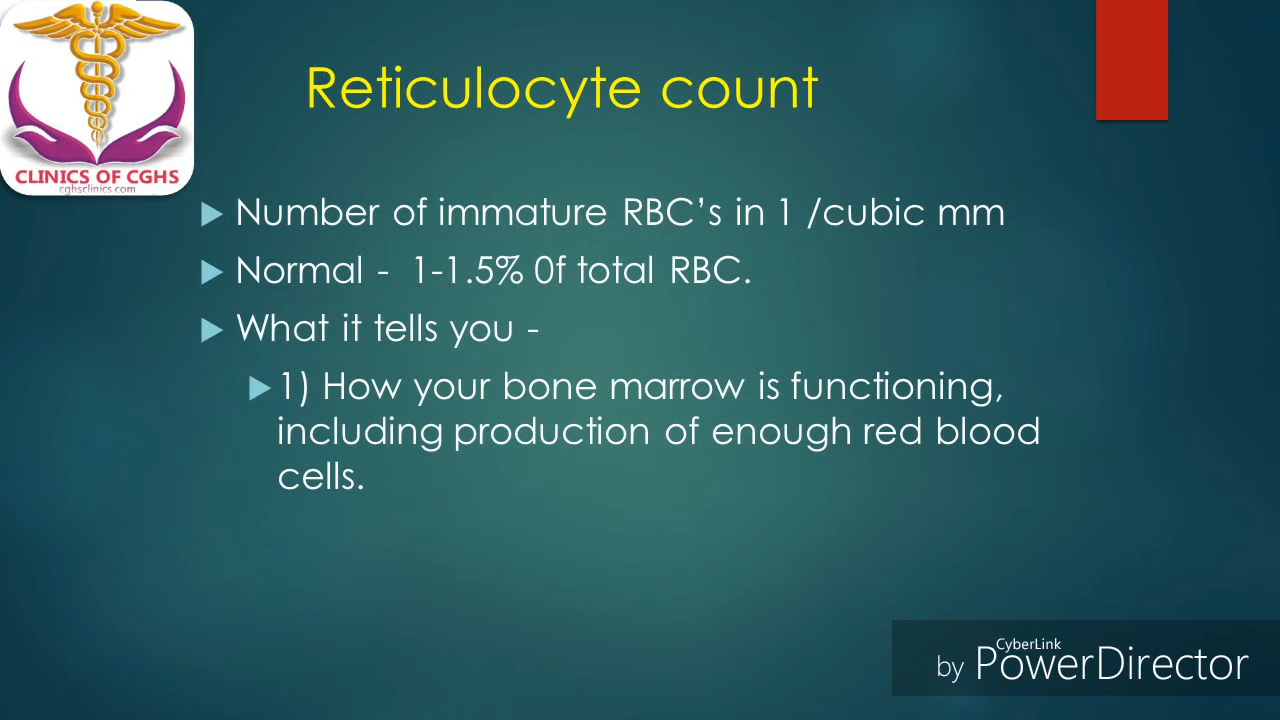 CLINICS OF CGHS
cghsclinics.com
Reticulocyte count
Number of immature RBC's in 1 /cubic mm
Normal - 1-1.5% 0f total RBC.
What it tells you -
1) How your bone marrow is functioning,
including production of enough red blood
cells.
CyberLink
by PowerDirector